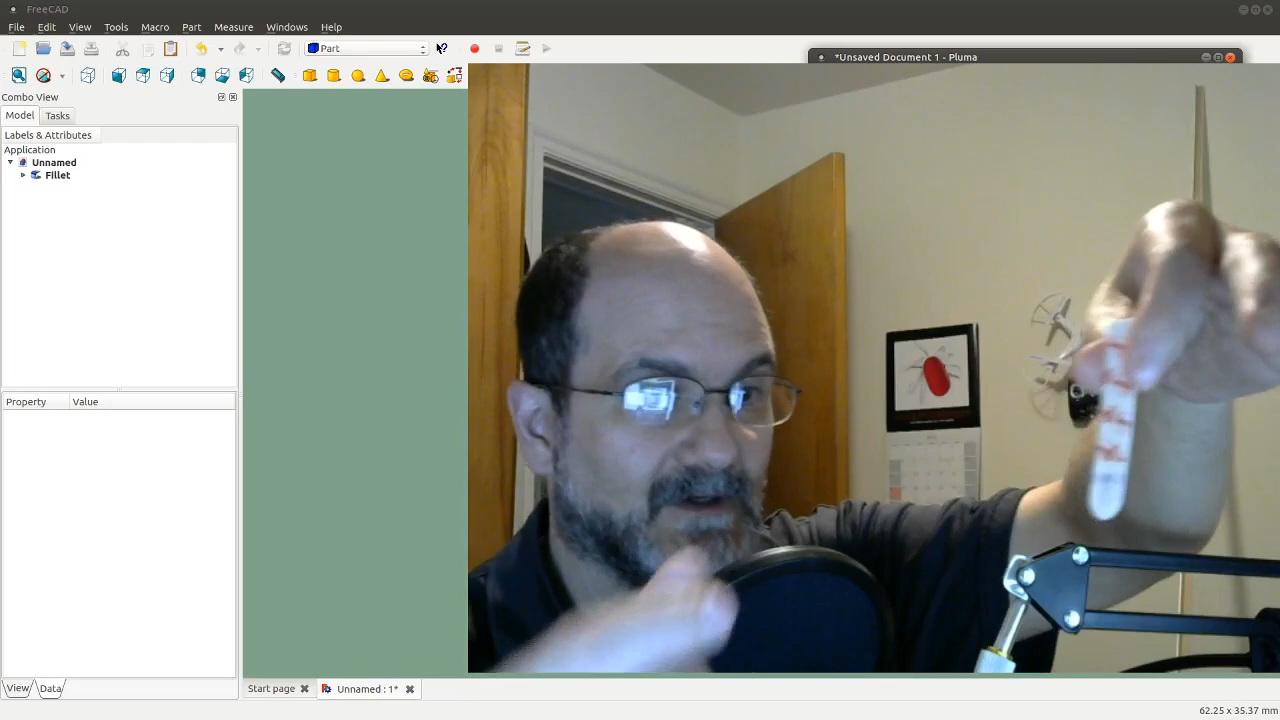 FreeCAD
File Edit View Tools Macro Part Measure Windows Help
Part
*Unsaved Document 1 - Pluma
Combo View
Model Tasks
Labels & Attributes
Application
Unnamed
Fillet
Property Value
View Data
Start page Unnamed : 1*
62.25 x 35.37 mm